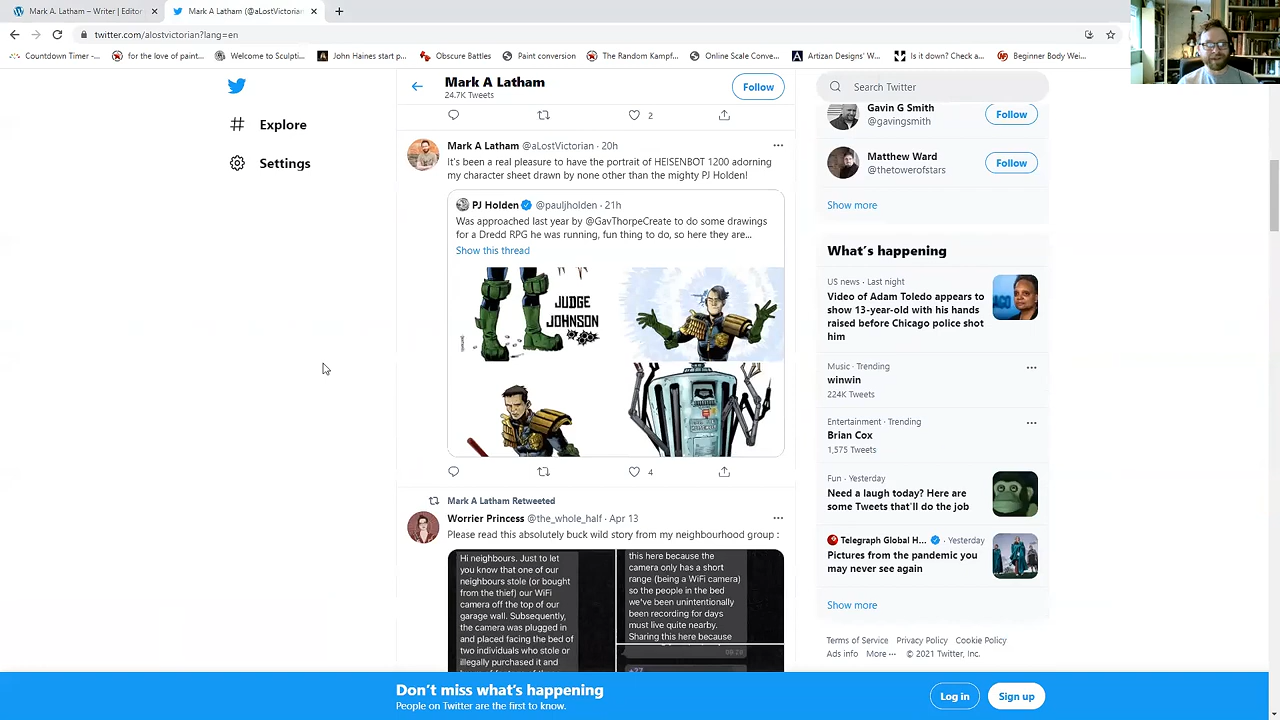 Mark A. Latham – Writer | Editor
Mark A Latham (@aLostVictorian)
twitter.com/alostvictorian?lang=en
Countdown Timer -...
for the love of paint...
Welcome to Sculpti...
John Haines start p...
Obscure Battles
Paint Conversion
The Random Kampf...
Online Scale Conve...
Artizan Designs' W...
Is it down? Check a...
Beginner Body Wei...
Explore
Settings
Mark A Latham
24.7K Tweets
Follow
2
Mark A Latham @aLostVictorian · 20h
It's been a real pleasure to have the portrait of HEISENBOT 1200 adorning
my character sheet drawn by none other than the mighty PJ Holden!
PJ Holden @pauljholden · 21h
Was approached last year by @GavThorpeCreate to do some drawings
for a Dredd RPG he was running, fun thing to do, so here they are...
Show this thread
JUDGE
JOHNSON
4
Mark A Latham Retweeted
Worrier Princess @the_whole_half · Apr 13
Please read this absolutely buck wild story from my neighbourhood group :
Hi neighbours. Just to let
you know that one of our
neighbours stole (or bought
from the thief) our WiFi
camera off the top of our
garage wall. Subsequently,
the camera was plugged in
and placed facing the bed of
two individuals who stole or
illegally purchased it and
this here because the
camera only has a short
range (being a WiFi camera)
so the people in the bed
we've been unintentionally
been recording for days
must live quite nearby.
Sharing this here because
08:28
Search Twitter
Gavin G Smith
@gavingsmith
Follow
Matthew Ward
@thetowerofstars
Follow
Show more
What's happening
US news · Last night
Video of Adam Toledo appears to
show 13-year-old with his hands
raised before Chicago police shot
him
Music · Trending
winwin
224K Tweets
Entertainment · Trending
Brian Cox
1,575 Tweets
Fun · Yesterday
Need a laugh today? Here are
some Tweets that'll do the job
Telegraph Global H... · Yesterday
Pictures from the pandemic you
may never see again
Show more
Terms of Service Privacy Policy Cookie Policy
Ads info More ··· © 2021 Twitter, Inc.
Don't miss what's happening
People on Twitter are the first to know.
Log in
Sign up